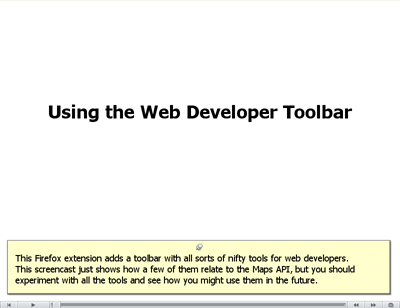 Using the Web Developer Toolbar
This Firefox extension adds a toolbar with all sorts of nifty tools for web developers.
This screencast just shows how a few of them relate to the Maps API, but you should
experiment with all the tools and see how you might use them in the future.